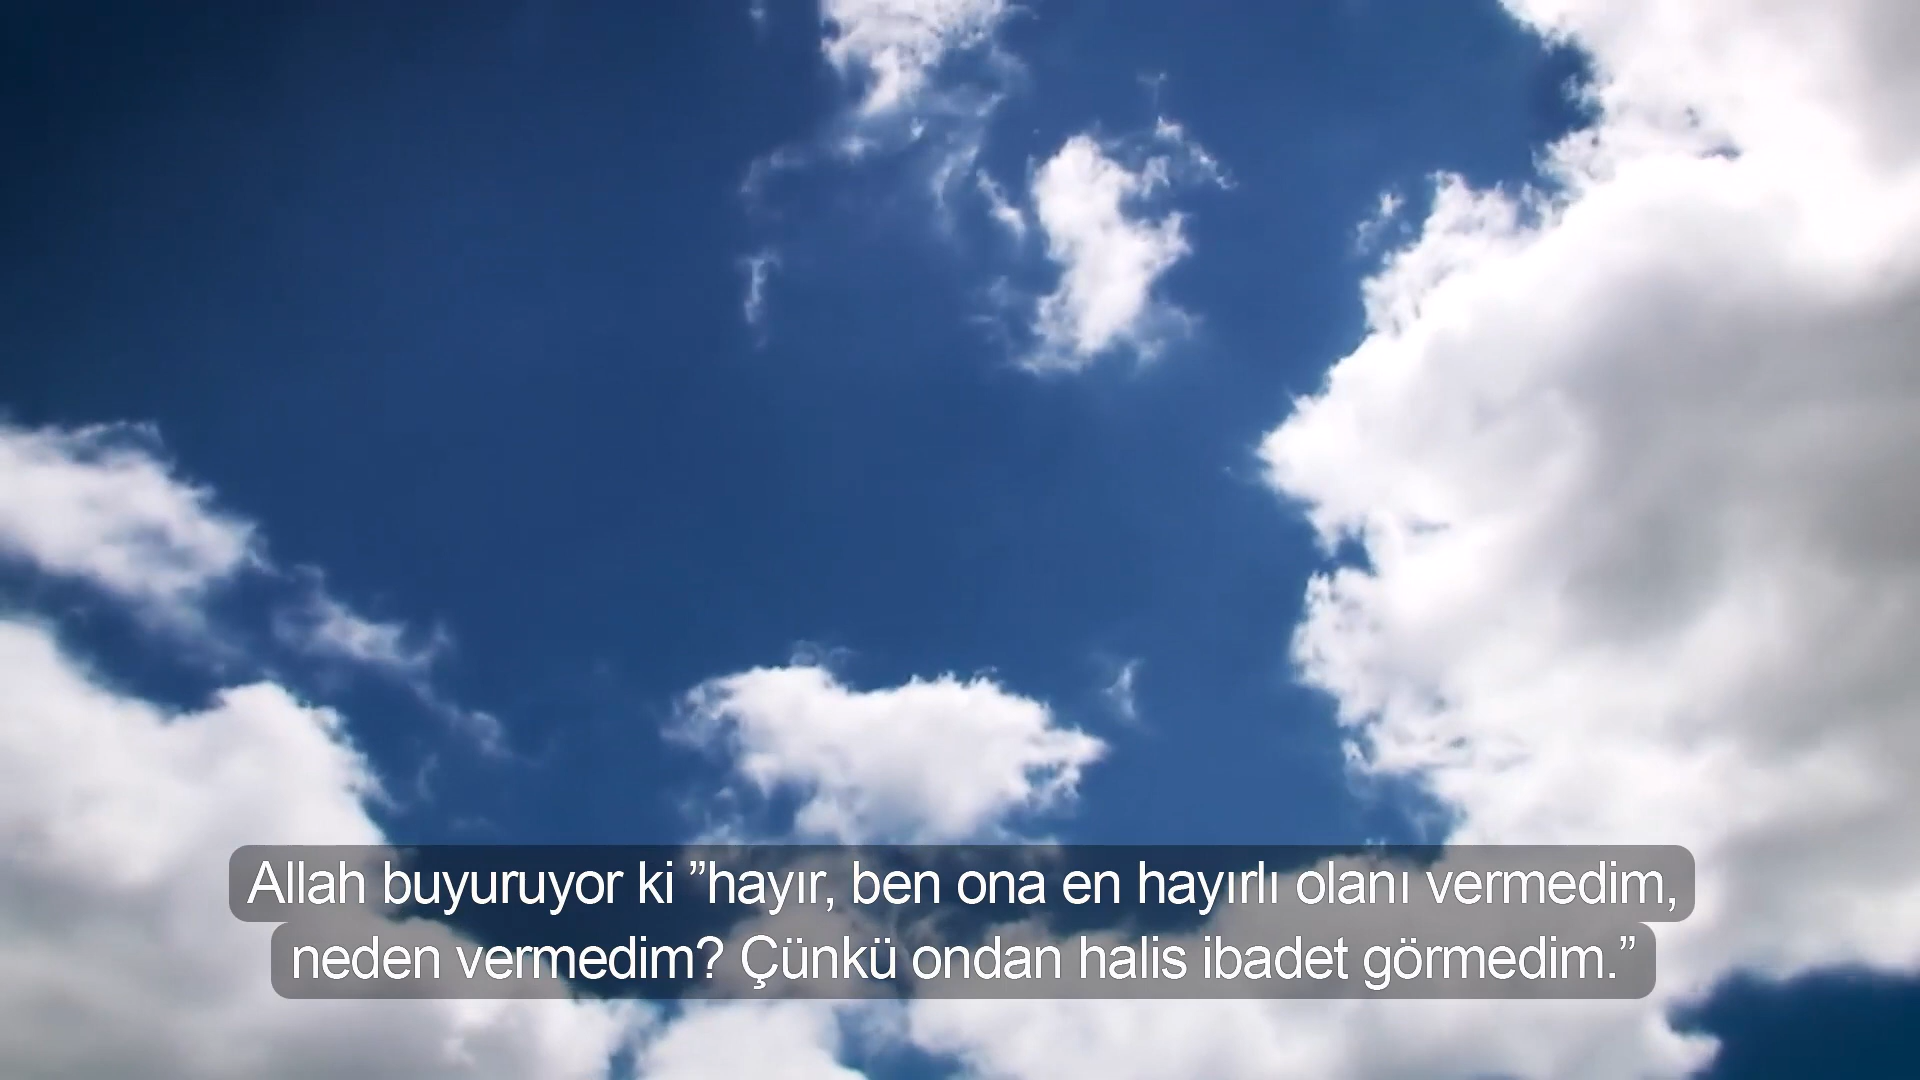 Allah buyuruyor ki ”hayır, ben ona en hayırlı olanı vermedim,
neden vermedim? Çünkü ondan halis ibadet görmedim.”